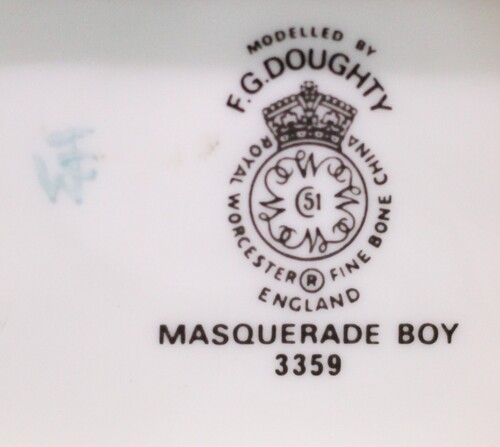 MODELLED BY
F.G.DOUGHTY
ROYAL WORCESTER ® FINE BONE CHINA
51
ENGLAND
MASQUERADE BOY
3359